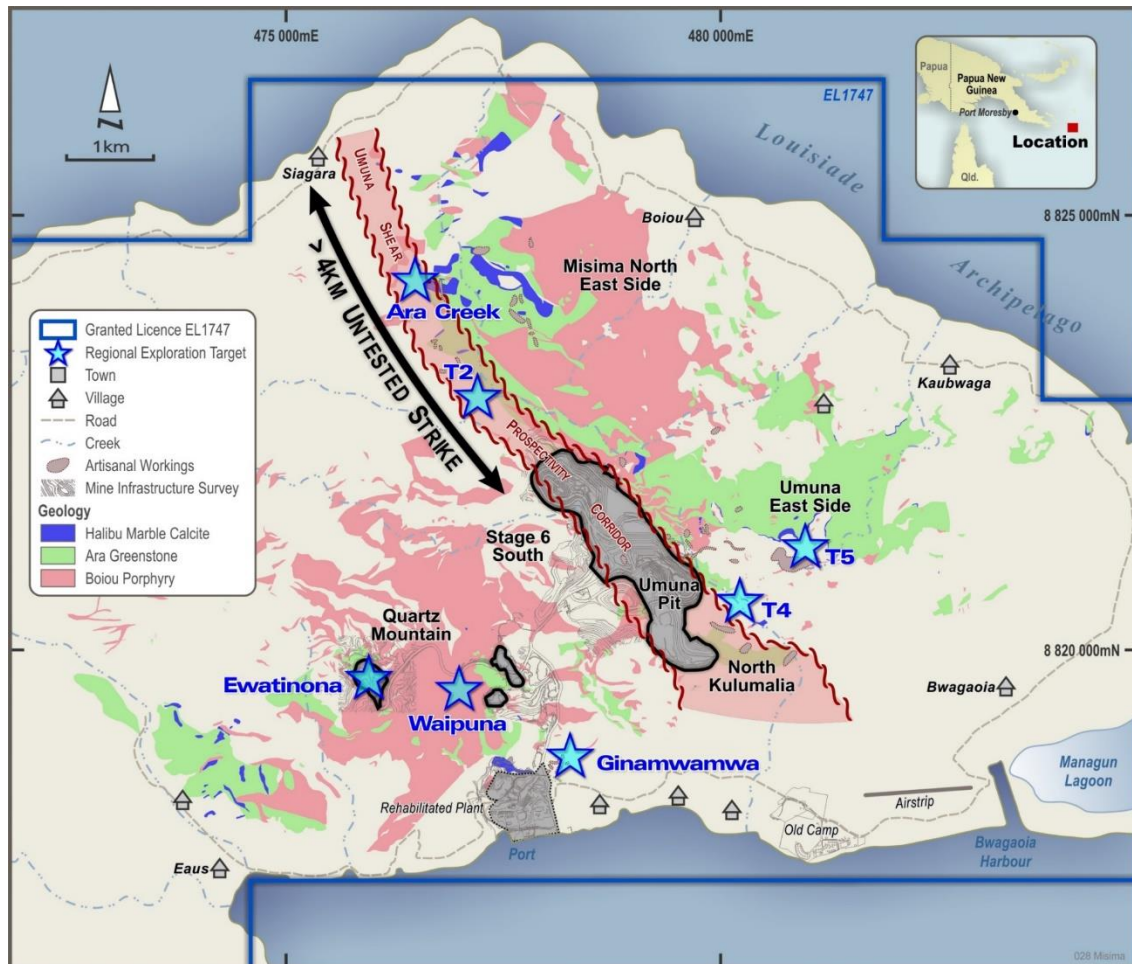 475 000mE
480 000mE
EL1747
Papua
Papua New
Guinea
Port Moresby
Location
Qld.
N
1km
Siagara
UMUNA
SHEAR
Louisiade
Archipelago
8 825 000mN
Boiou
Misima North
East Side
> 4KM UNTESTED STRIKE
Ara Creek
T2
Kaubwaga
Granted Licence EL1747
Regional Exploration Target
Town
Village
Road
Creek
Artisanal Workings
Mine Infrastructure Survey
Geology
Halibu Marble Calcite
Ara Greenstone
Boiou Porphyry
PROSPECTIVITY
CORRIDOR
Stage 6
South
Umuna
East Side
T5
Umuna
Pit
T4
Quartz
Mountain
8 820 000mN
North
Kulumalia
Ewatinona
Waipuna
Bwagaoia
Ginamwamwa
Managun
Lagoon
Rehabilitated Plant
Airstrip
Old Camp
Port
Bwagaoia
Harbour
Eaus
028 Misima